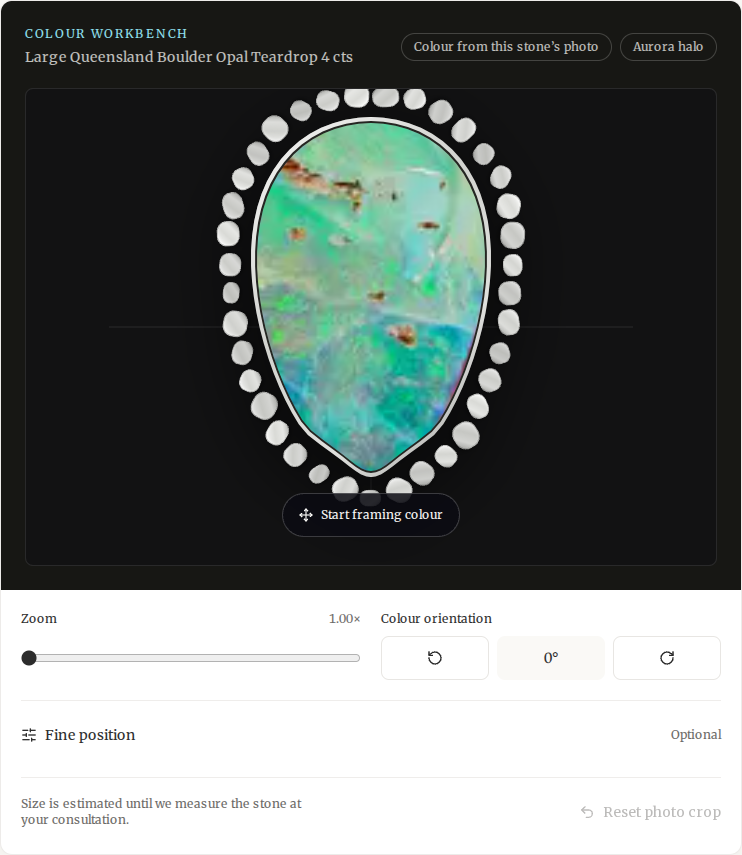 COLOUR WORKBENCH
Large Queensland Boulder Opal Teardrop 4 cts
Colour from this stone's photo
Aurora halo
Start framing colour
Zoom
1.00×
Colour orientation
0°
Fine position
Optional
Size is estimated until we measure the stone at
your consultation.
Reset photo crop